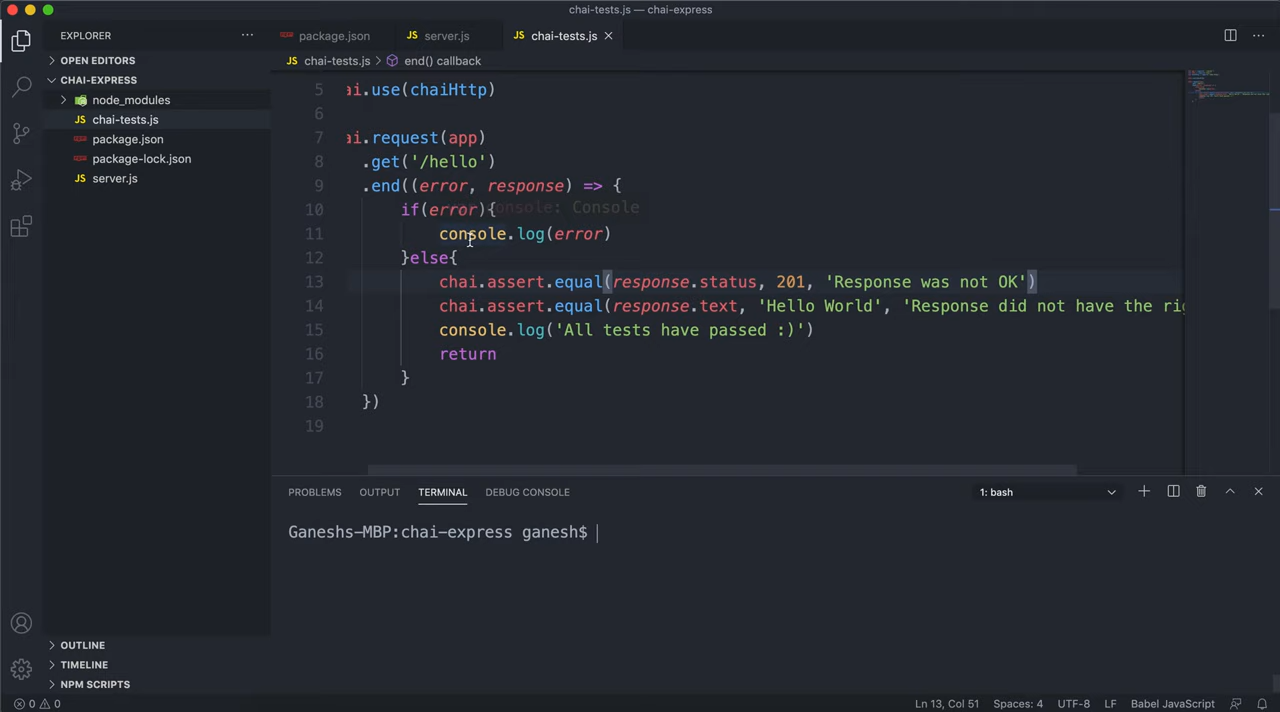 chai-tests.js — chai-express
EXPLORER
package.json
server.js
chai-tests.js
OPEN EDITORS
CHAI-EXPRESS
node_modules
chai-tests.js
package.json
package-lock.json
server.js
OUTLINE
TIMELINE
NPM SCRIPTS
chai-tests.js > end() callback
5 ai.use(chaiHttp)
6
7 ai.request(app)
8 .get('/hello')
9 .end((error, response) => {
10 if(error){
onsole: Console
11 console.log(error)
12 }else{
13 chai.assert.equal(response.status, 201, 'Response was not OK')
14 chai.assert.equal(response.text, 'Hello World', 'Response did not have the ri
15 console.log('All tests have passed :)')
16 return
17 }
18 })
19
PROBLEMS OUTPUT TERMINAL DEBUG CONSOLE
1: bash
Ganeshs-MBP:chai-express ganesh$
0 0
Ln 13, Col 51 Spaces: 4 UTF-8 LF Babel JavaScript